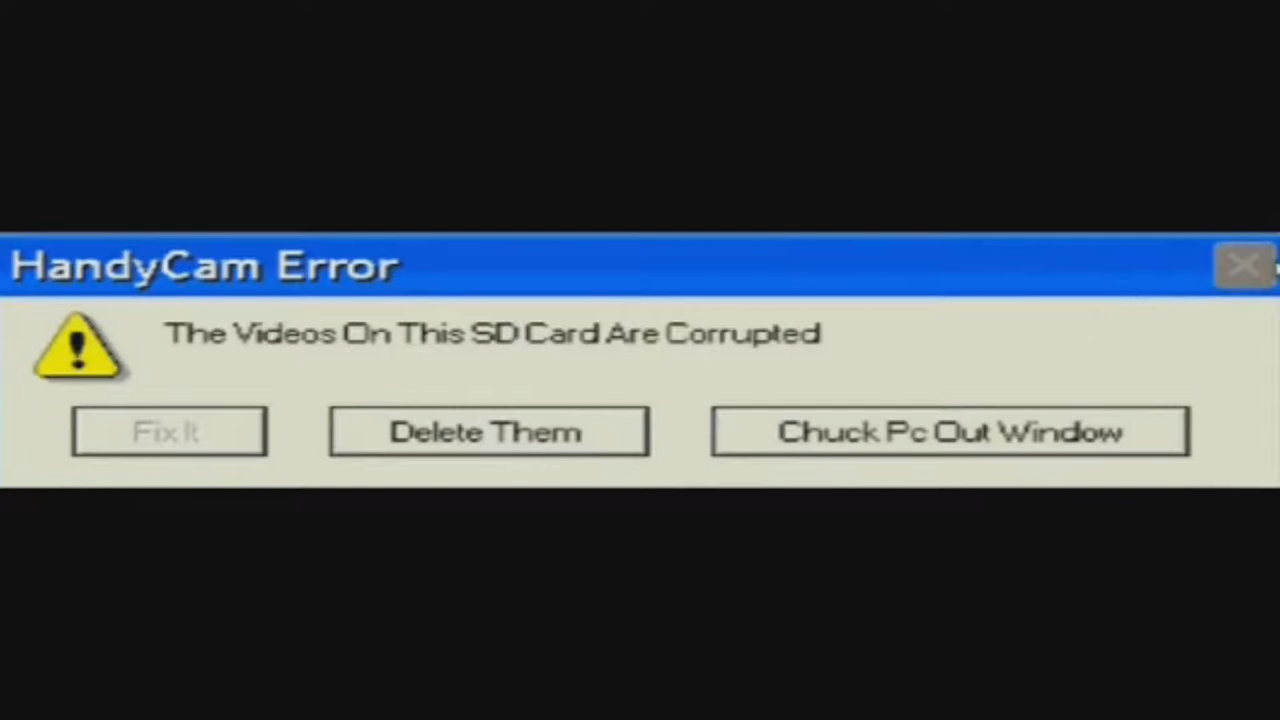 HandyCam Error
The Videos On This SD Card Are Corrupted
Fix It
Delete Them
Chuck Pc Out Window